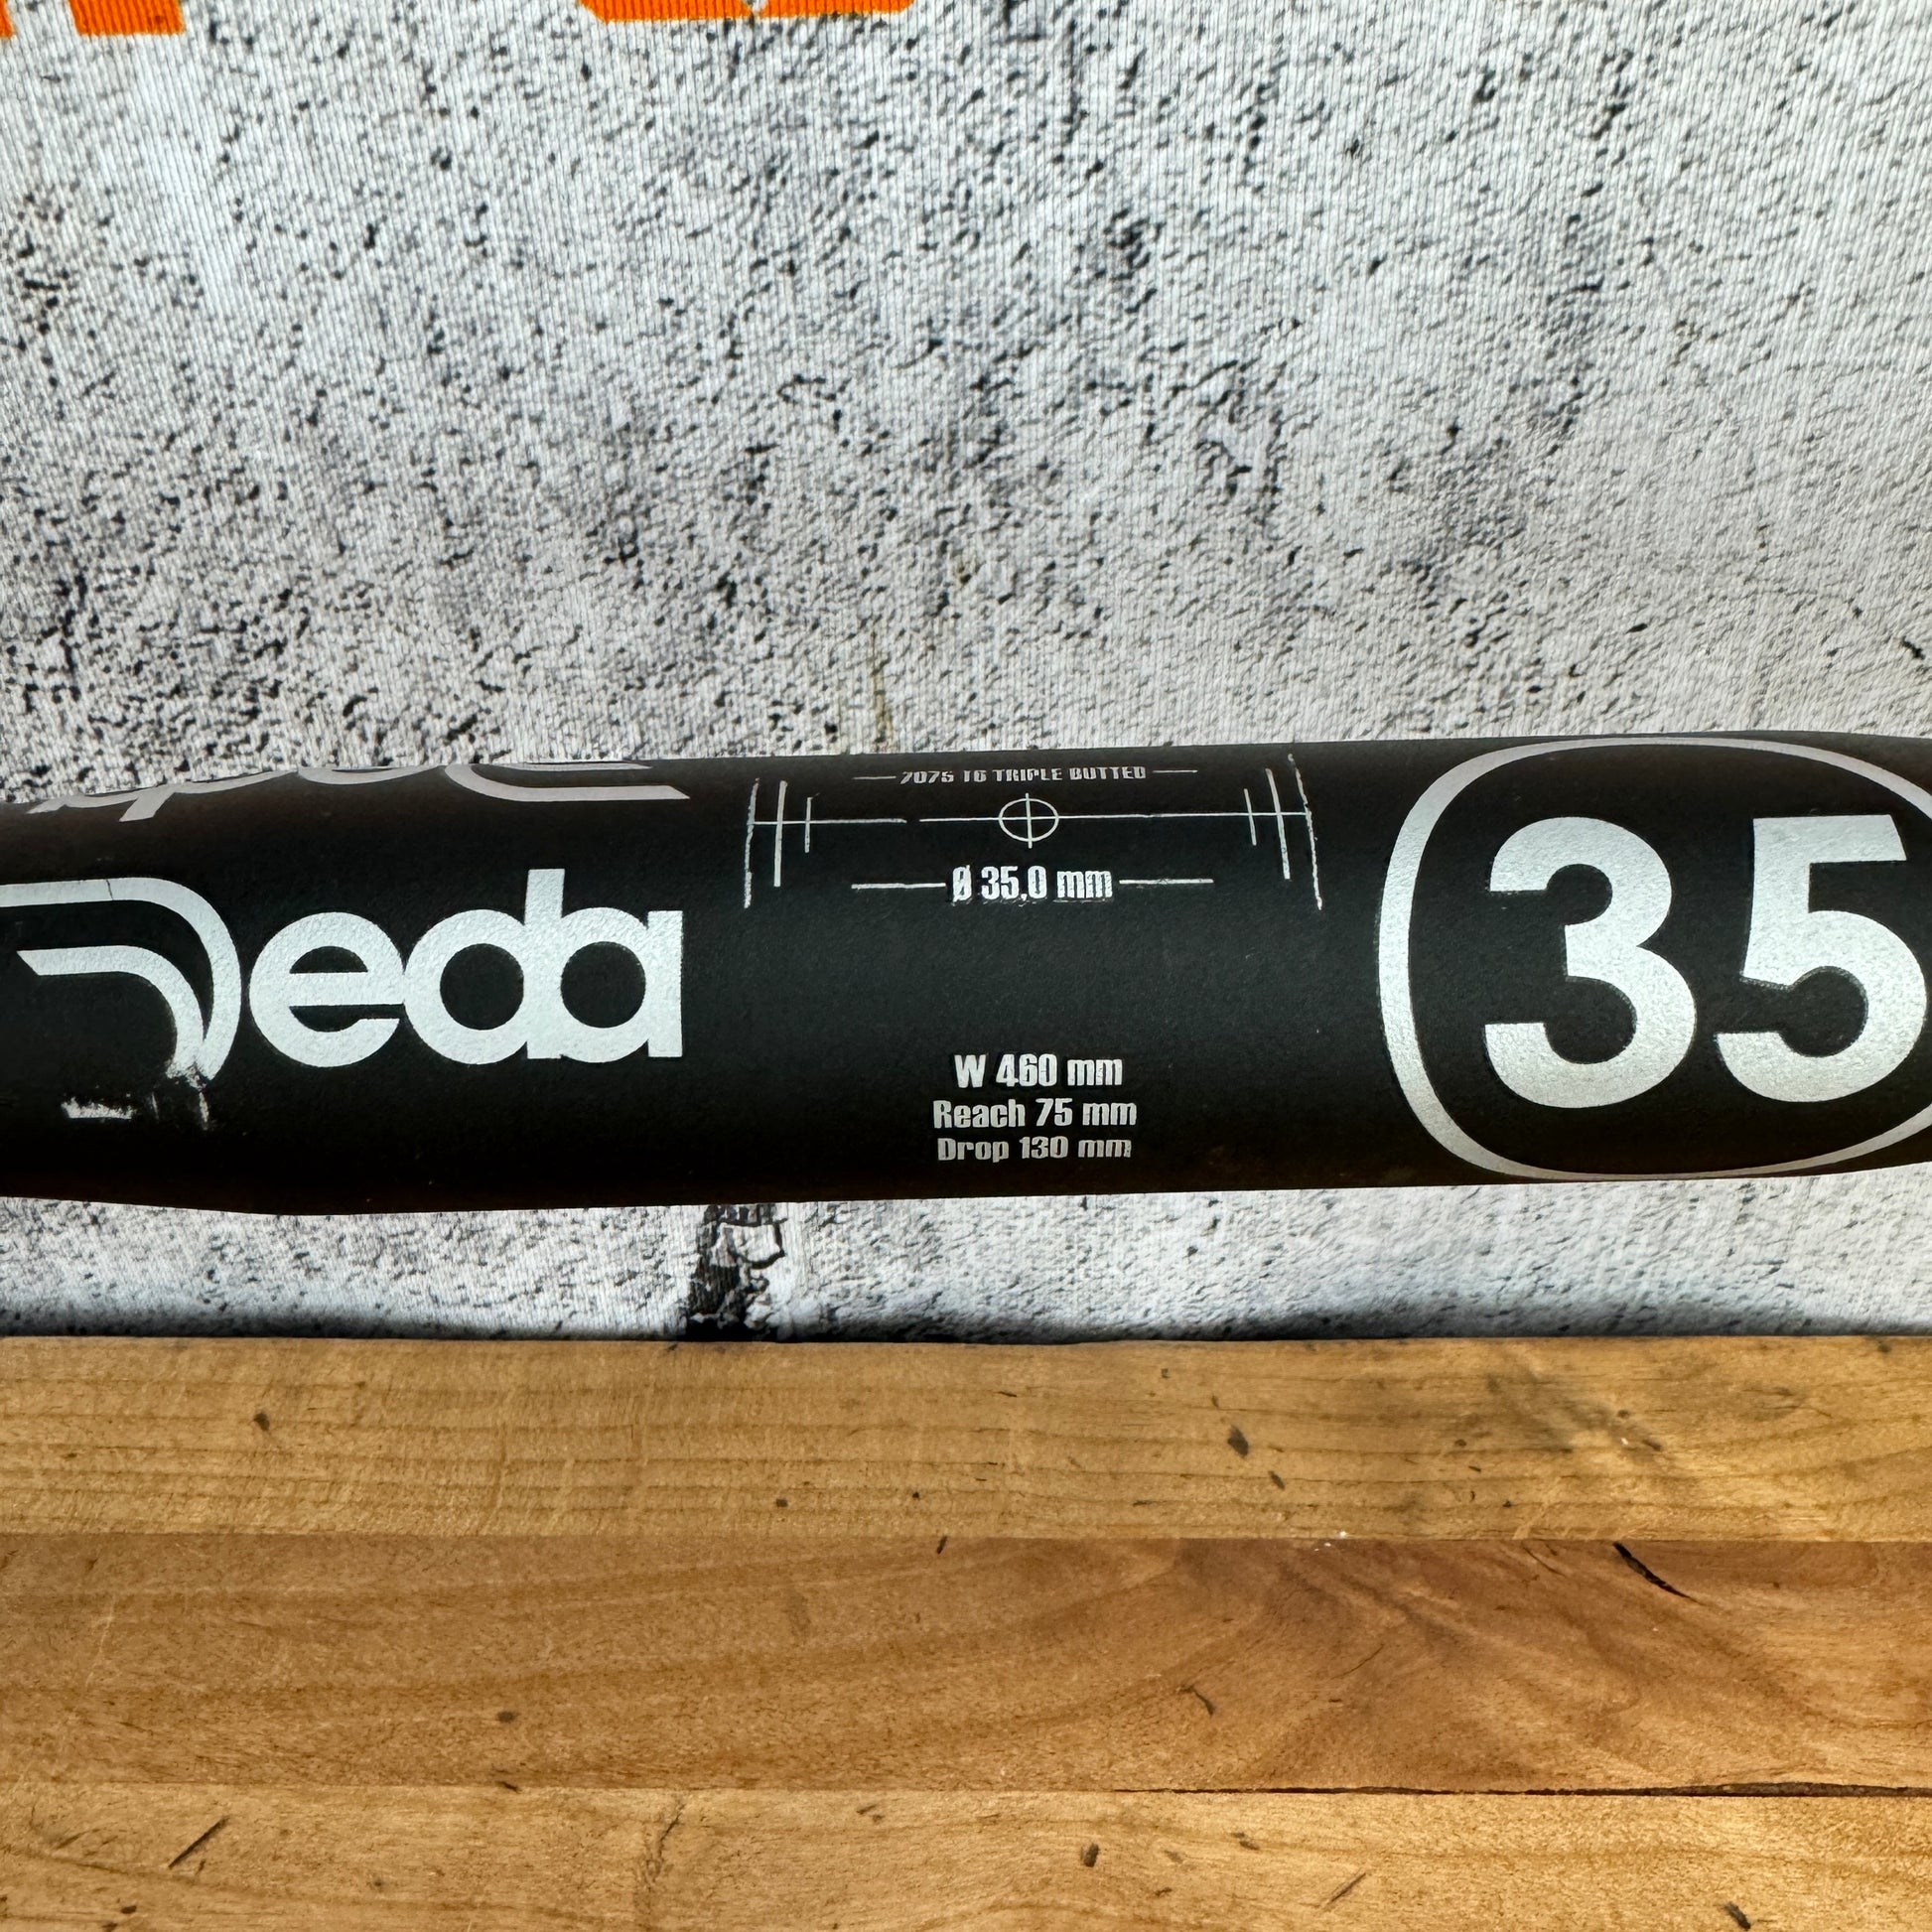 7075 T6 TRIPLE BUTTED
Ø 35,0 mm
Deda
35
W 460 mm
Reach 75 mm
Drop 130 mm